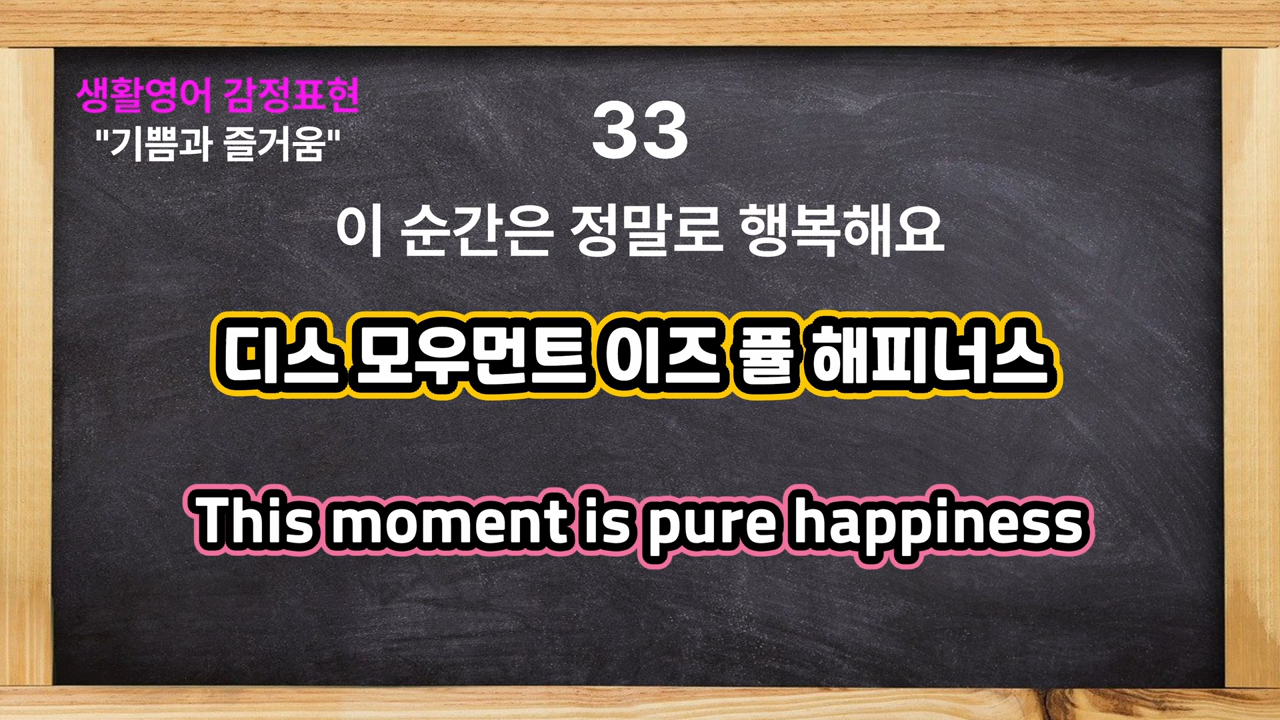 생활영어 감정표현
"기쁨과 즐거움"
33
이 순간은 정말로 행복해요
디스 모우먼트 이즈 퓰 해피너스
This moment is pure happiness